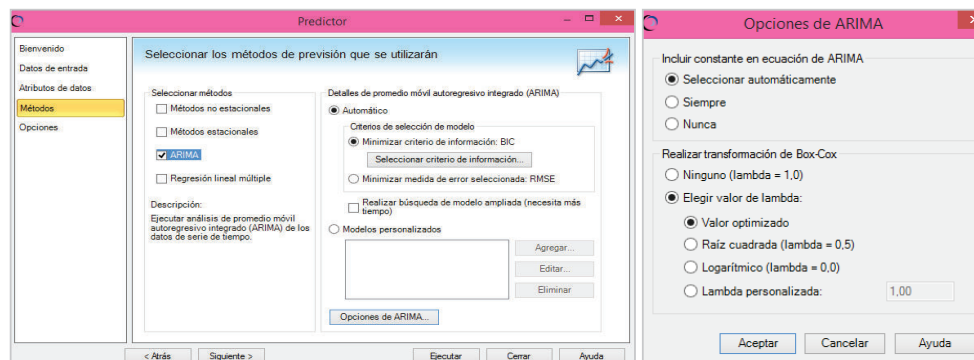 Predictor
Bienvenido
Datos de entrada
Atributos de datos
Métodos
Opciones
Seleccionar los métodos de previsión que se utilizarán
Seleccionar métodos
Métodos no estacionales
Métodos estacionales
ARIMA
Regresión lineal múltiple
Descripción:
Ejecutar análisis de promedio móvil
autoregresivo integrado (ARIMA) de los
datos de serie de tiempo.
Detalles de promedio móvil autoregresivo integrado (ARIMA)
Automático
Criterios de selección de modelo
Minimizar criterio de información: BIC
Seleccionar criterio de información...
Minimizar medida de error seleccionada: RMSE
Realizar búsqueda de modelo ampliada (necesita más
tiempo)
Modelos personalizados
Agregar...
Editar...
Eliminar
Opciones de ARIMA...
< Atrás
Siguiente >
Ejecutar
Cerrar
Ayuda
Opciones de ARIMA
Incluir constante en ecuación de ARIMA
Seleccionar automáticamente
Siempre
Nunca
Realizar transformación de Box-Cox
Ninguno (lambda = 1,0)
Elegir valor de lambda:
Valor optimizado
Raíz cuadrada (lambda = 0,5)
Logarítmico (lambda = 0,0)
Lambda personalizada:
1,00
Aceptar
Cancelar
Ayuda